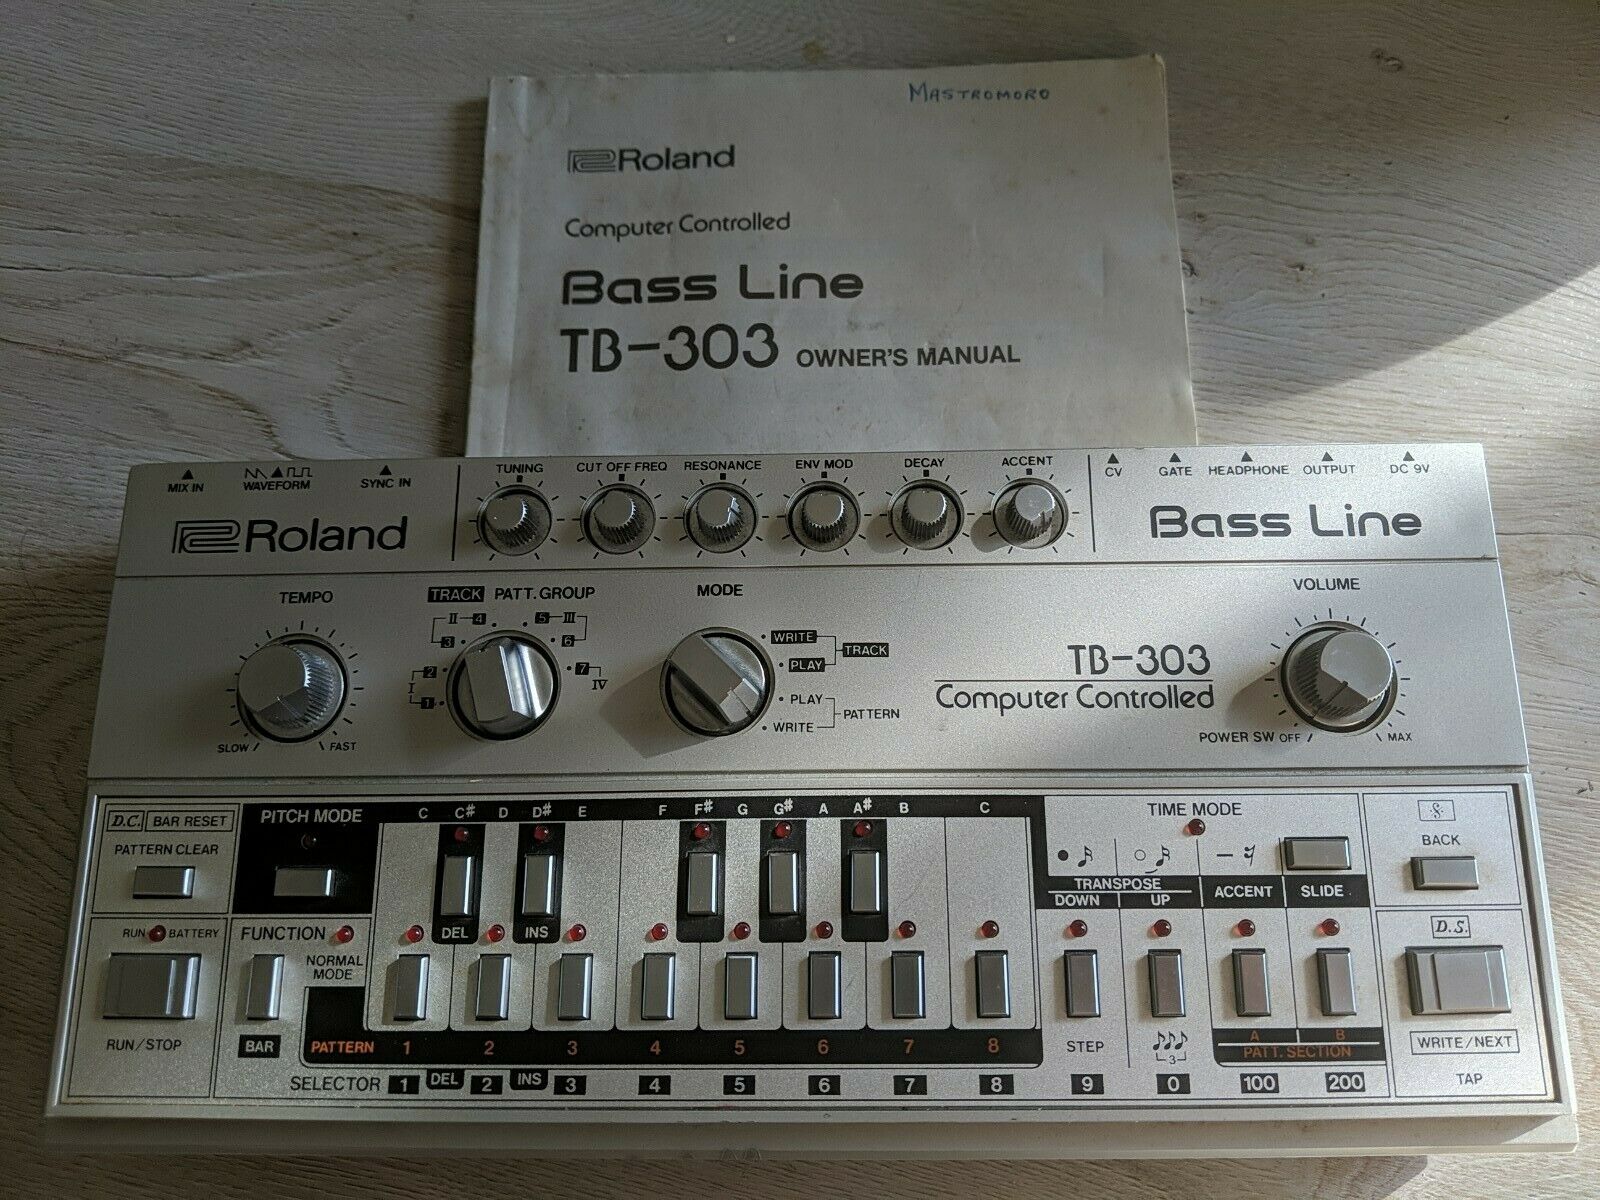 MASTROMORO
Roland
Computer Controlled
Bass Line
TB-303 OWNER'S MANUAL
TUNING CUT OFF FREQ RESONANCE ENV MOD DECAY ACCENT
MIX IN WAVEFORM SYNC IN
CV GATE HEADPHONE OUTPUT DC 9V
Roland
Bass Line
TEMPO
TRACK PATT. GROUP
MODE
VOLUME
II 4 5 III
3 6
2 7 IV
I
1
WRITE
PLAY TRACK
PLAY
WRITE PATTERN
TB-303
Computer Controlled
SLOW FAST
POWER SW OFF MAX
D.C. BAR RESET
PATTERN CLEAR
PITCH MODE
C C# D D# E F F# G G# A A# B C
TIME MODE
BACK
TRANSPOSE
DOWN UP ACCENT SLIDE
RUN BATTERY
FUNCTION
DEL INS
D.S.
NORMAL
MODE
RUN/STOP
BAR
PATTERN 1 2 3 4 5 6 7 8
STEP
3
A B
PATT. SECTION
WRITE/NEXT
SELECTOR 1 DEL 2 INS 3 4 5 6 7 8 9 0 100 200
TAP